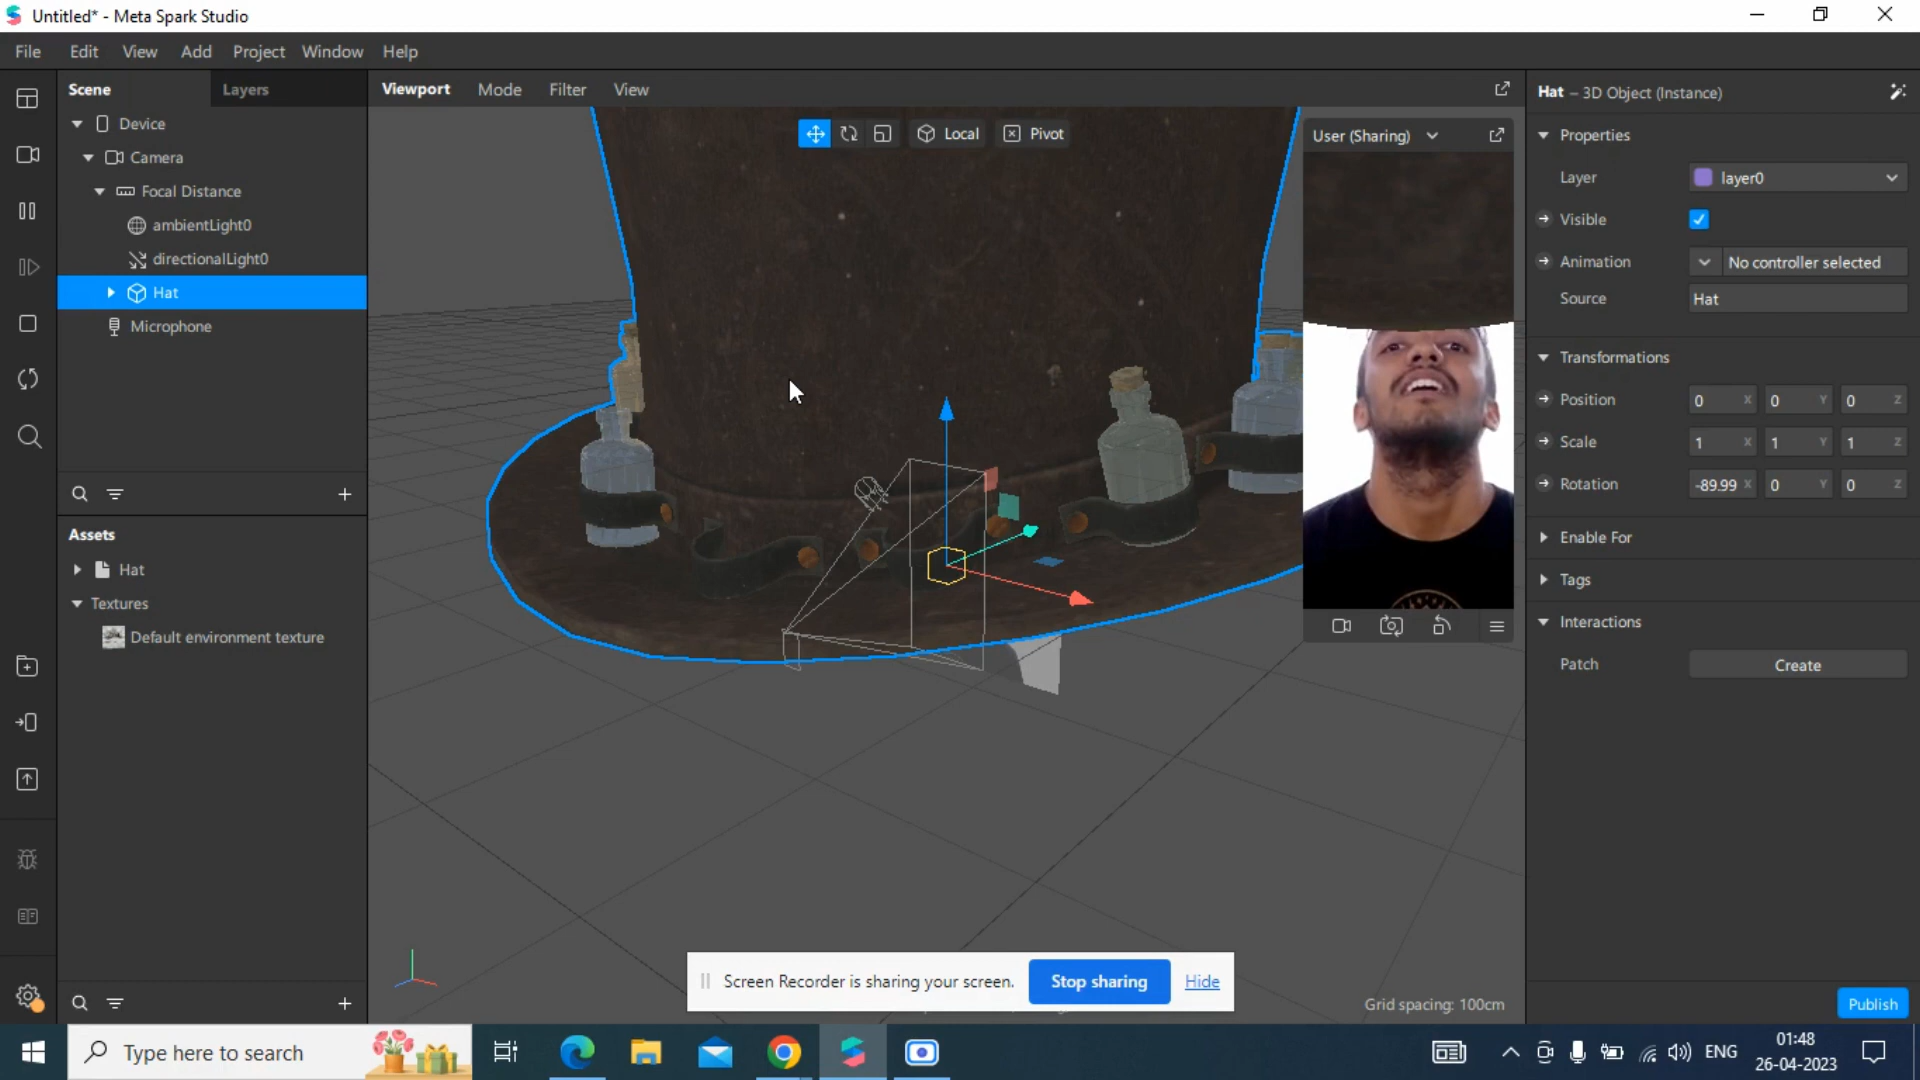 Untitled* - Meta Spark Studio
File Edit View Add Project Window Help
Scene Layers
Device
Camera
Focal Distance
ambientLight0
directionalLight0
Hat
Microphone
Assets
Hat
Textures
Default environment texture
Viewport Mode Filter View
Local Pivot
User (Sharing)
Grid spacing: 100cm
Hat – 3D Object (Instance)
Properties
Layer layer0
Visible
Animation No controller selected
Source Hat
Transformations
Position 0 X 0 Y 0 Z
Scale 1 X 1 Y 1 Z
Rotation -89.99 X 0 Y 0 Z
Enable For
Tags
Interactions
Patch Create
Publish
Screen Recorder is sharing your screen. Stop sharing Hide
Type here to search
ENG
01:48
26-04-2023